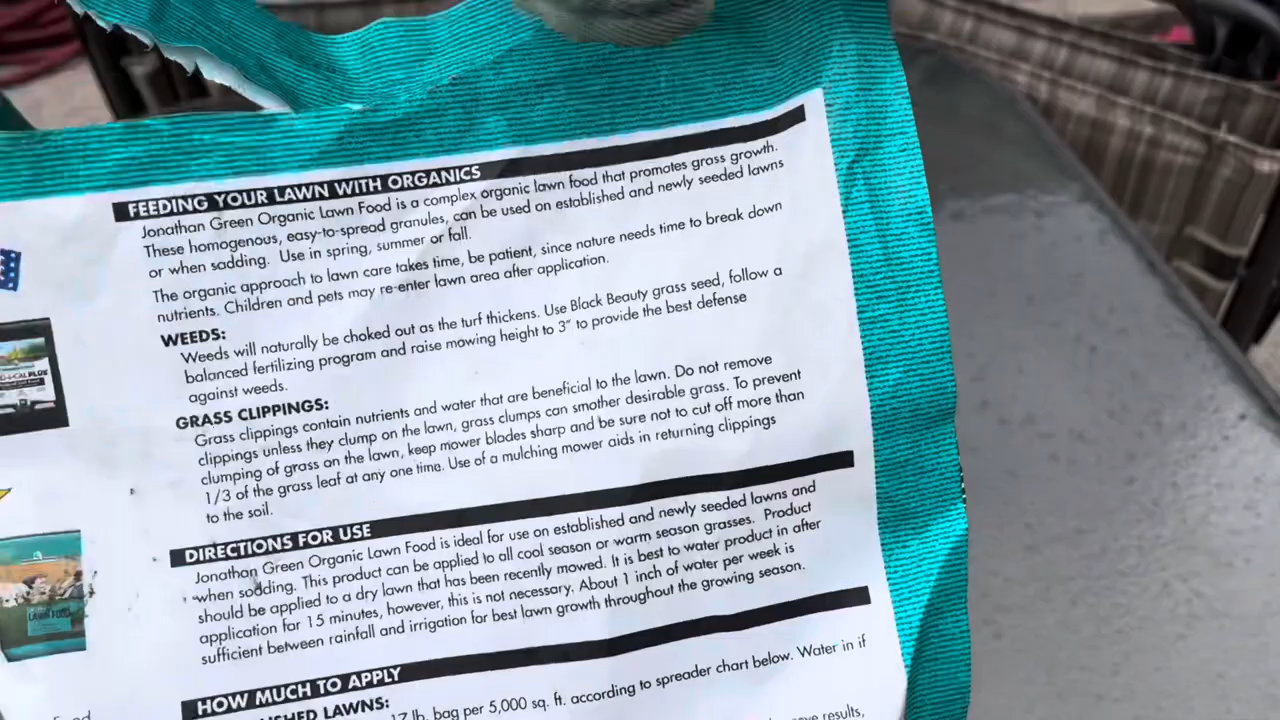 FEEDING YOUR LAWN WITH ORGANICS
Jonathan Green Organic Lawn Food is a complex organic lawn food that promotes grass growth.
These homogenous, easy-to-spread granules, can be used on established and newly seeded lawns
or when sodding. Use in spring, summer or fall.
The organic approach to lawn care takes time, be patient, since nature needs time to break down
nutrients. Children and pets may re-enter lawn area after application.
WEEDS:
Weeds will naturally be choked out as the turf thickens. Use Black Beauty grass seed, follow a
balanced fertilizing program and raise mowing height to 3" to provide the best defense
against weeds.
GRASS CLIPPINGS:
Grass clippings contain nutrients and water that are beneficial to the lawn. Do not remove
clippings unless they clump on the lawn, grass clumps can smother desirable grass. To prevent
clumping of grass on the lawn, keep mower blades sharp and be sure not to cut off more than
1/3 of the grass leaf at any one time. Use of a mulching mower aids in returning clippings
to the soil.
DIRECTIONS FOR USE
Jonathan Green Organic Lawn Food is ideal for use on established and newly seeded lawns and
when sodding. This product can be applied to all cool season or warm season grasses. Product
should be applied to a dry lawn that has been recently mowed. It is best to water product in after
application for 15 minutes, however, this is not necessary. About 1 inch of water per week is
sufficient between rainfall and irrigation for best lawn growth throughout the growing season.
HOW MUCH TO APPLY
LAWNS:
lb. bag per 5,000 sq. ft. according to spreader chart below. Water in if
results,
LAWN FOOD